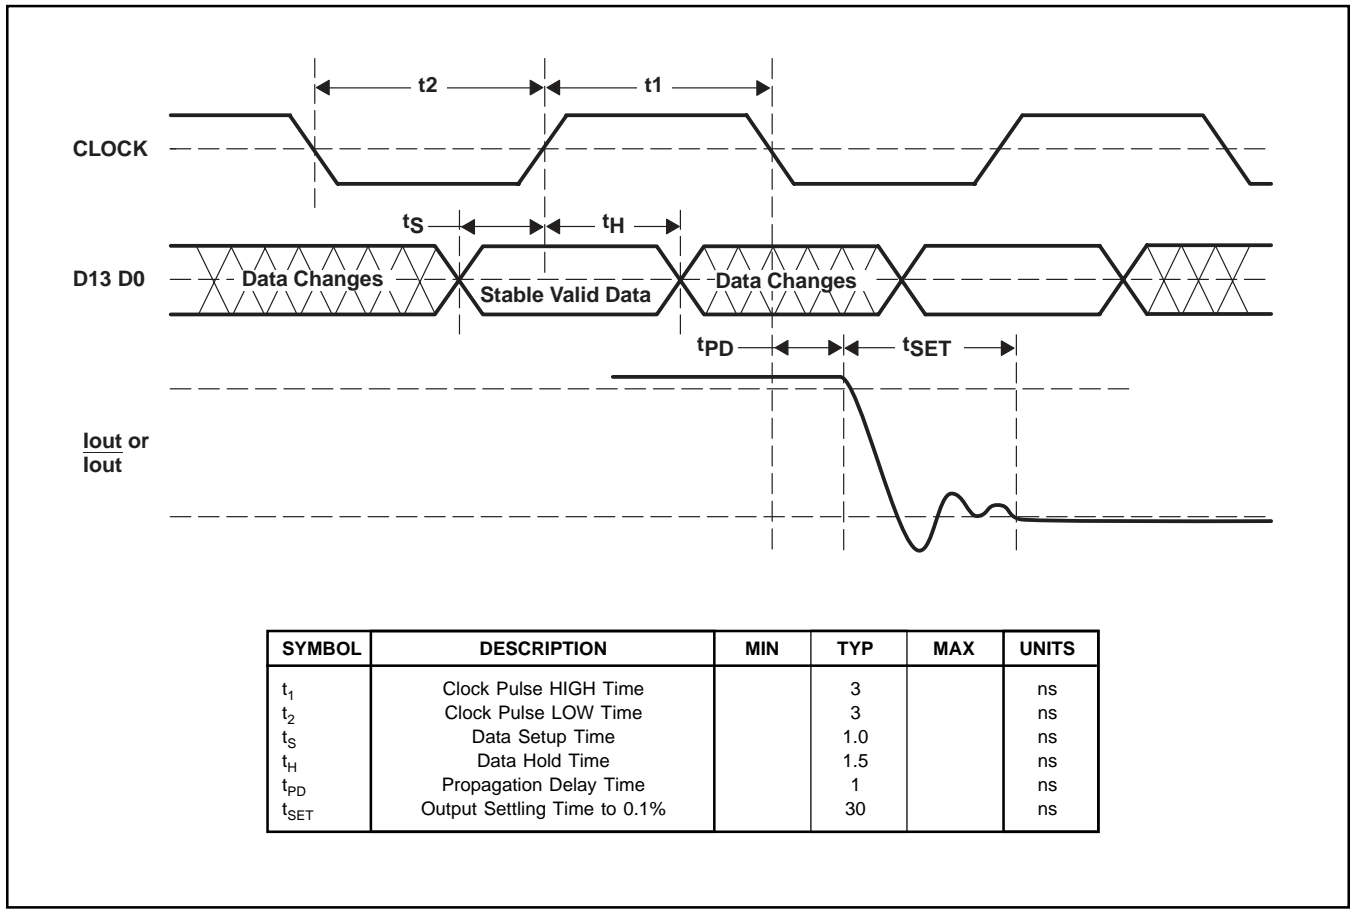 t2 t1
CLOCK
tS tH
D13 D0 Data Changes Stable Valid Data Data Changes
tPD tSET
Iout or
Iout
SYMBOL DESCRIPTION MIN TYP MAX UNITS
t1 Clock Pulse HIGH Time 3 ns
t2 Clock Pulse LOW Time 3 ns
tS Data Setup Time 1.0 ns
tH Data Hold Time 1.5 ns
tPD Propagation Delay Time 1 ns
tSET Output Settling Time to 0.1% 30 ns